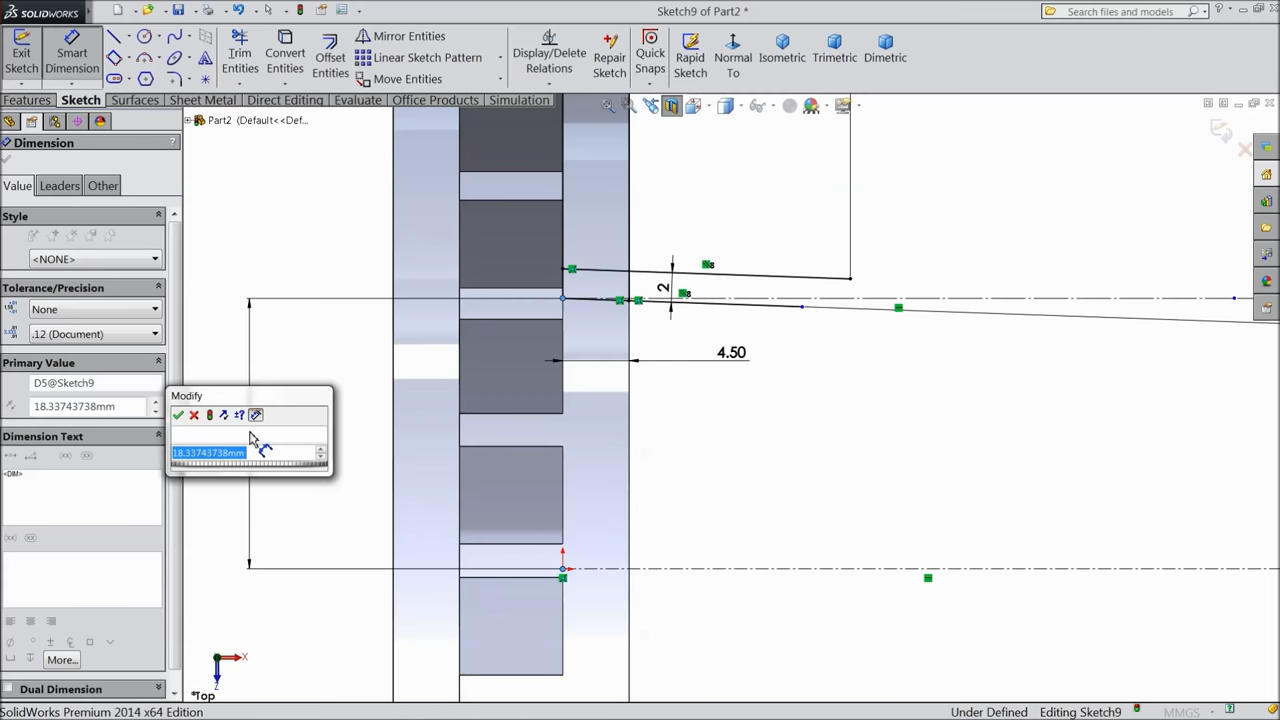 SOLIDWORKS
Sketch9 of Part2 *
Search files and models
Exit Sketch
Smart Dimension
Trim Entities
Convert Entities
Offset Entities
Mirror Entities
Linear Sketch Pattern
Move Entities
Display/Delete Relations
Repair Sketch
Quick Snaps
Rapid Sketch
Normal To
Isometric
Trimetric
Dimetric
Features
Sketch
Surfaces
Sheet Metal
Direct Editing
Evaluate
Office Products
Simulation
Part2 (Default<<Def...
Dimension
?
Value
Leaders
Other
Style
<NONE>
Tolerance/Precision
None
.12 (Document)
Primary Value
D5@Sketch9
18.33743738mm
Dimension Text
<DIM>
More...
Dual Dimension
Modify
18.33743738mm
2
4.50
X
Z
*Top
SolidWorks Premium 2014 x64 Edition
Under Defined
Editing Sketch9
MMGS